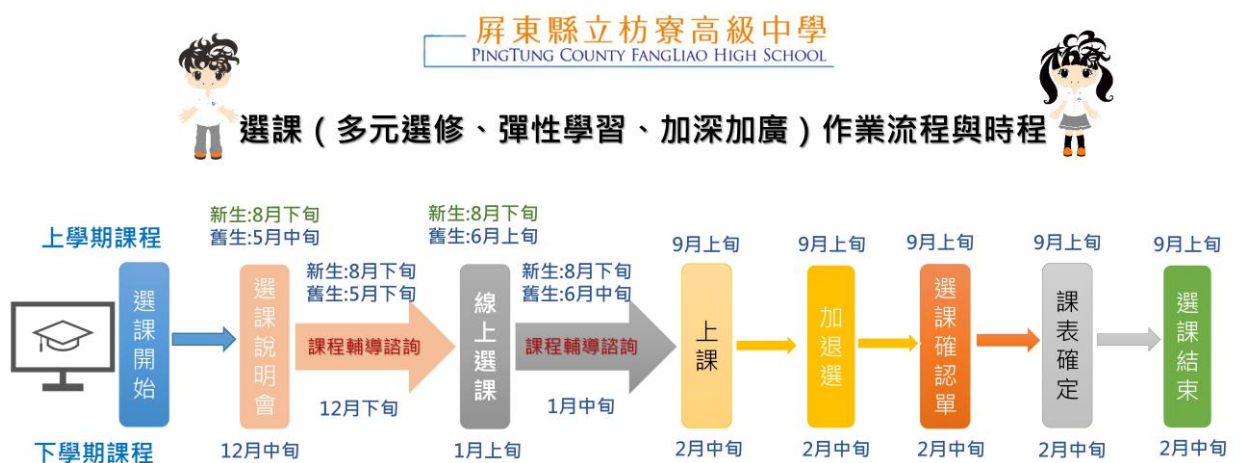 屏東縣立枋寮高級中學
PINGTUNG COUNTY FANGLIAO HIGH SCHOOL
選課（多元選修、彈性學習、加深加廣）作業流程與時程
上學期課程
新生:8月下旬
舊生:5月中旬
新生:8月下旬
舊生:5月下旬
新生:8月下旬
舊生:6月上旬
新生:8月下旬
舊生:6月中旬
9月上旬
9月上旬
9月上旬
9月上旬
9月上旬
選課開始
選課說明會
課程輔導諮詢
線上選課
課程輔導諮詢
上課
加退選
選課確認單
課表確定
選課結束
下學期課程
12月中旬
12月下旬
1月上旬
1月中旬
2月中旬
2月中旬
2月中旬
2月中旬
2月中旬